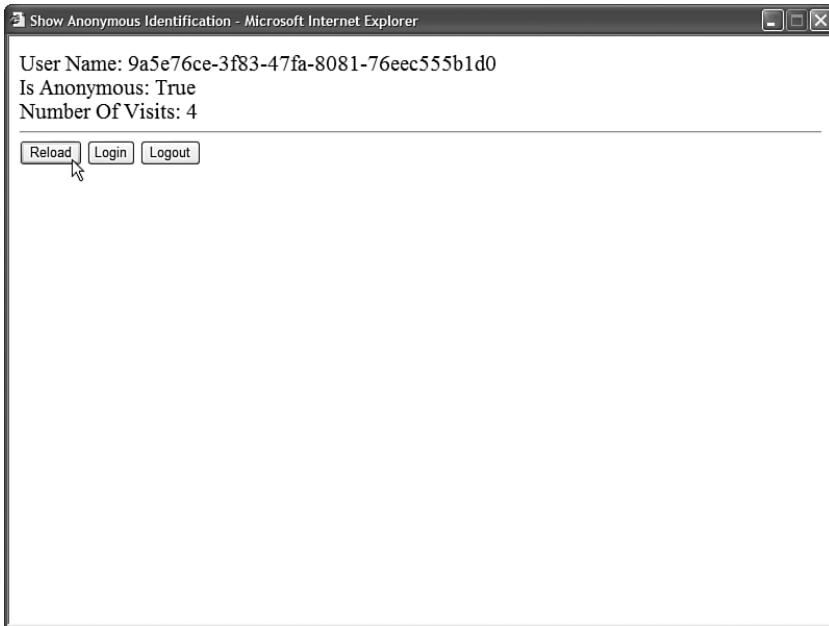 Show Anonymous Identification - Microsoft Internet Explorer
User Name: 9a5e76ce-3f83-47fa-8081-76eec555b1d0
Is Anonymous: True
Number Of Visits: 4
Reload Login Logout